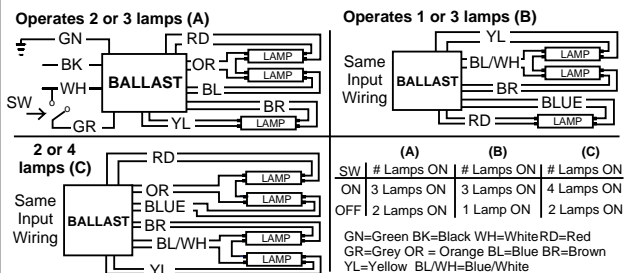 Operates 2 or 3 lamps (A)
GN
RD
LAMP
BK
OR
LAMP
WH
BALLAST
BL
SW
BR
GR
YL
LAMP
Operates 1 or 3 lamps (B)
YL
Same
Input
Wiring
BALLAST
BL/WH
LAMP
LAMP
BR
BLUE
RD
LAMP
2 or 4
lamps (C)
RD
Same
Input
Wiring
BALLAST
OR
LAMP
BLUE
LAMP
BR
BL/WH
LAMP
YL
LAMP
(A) (B) (C)
SW # Lamps ON # Lamps ON # Lamps ON
ON 3 Lamps ON 3 Lamps ON 4 Lamps ON
OFF 2 Lamps ON 1 Lamp ON 2 Lamps ON
GN=Green BK=Black WH=White RD=Red
GR=Grey OR = Orange BL=Blue BR=Brown
YL=Yellow BL/WH=Blue/White